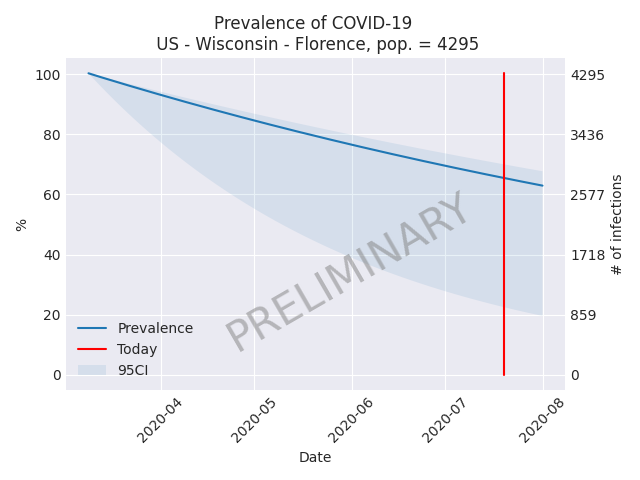 Prevalence of COVID-19
US - Wisconsin - Florence, pop. = 4295
100
80
60
40
20
0
%
4295
3436
2577
1718
859
0
# of infections
PRELIMINARY
Prevalence
Today
95CI
2020-04
2020-05
2020-06
2020-07
2020-08
Date